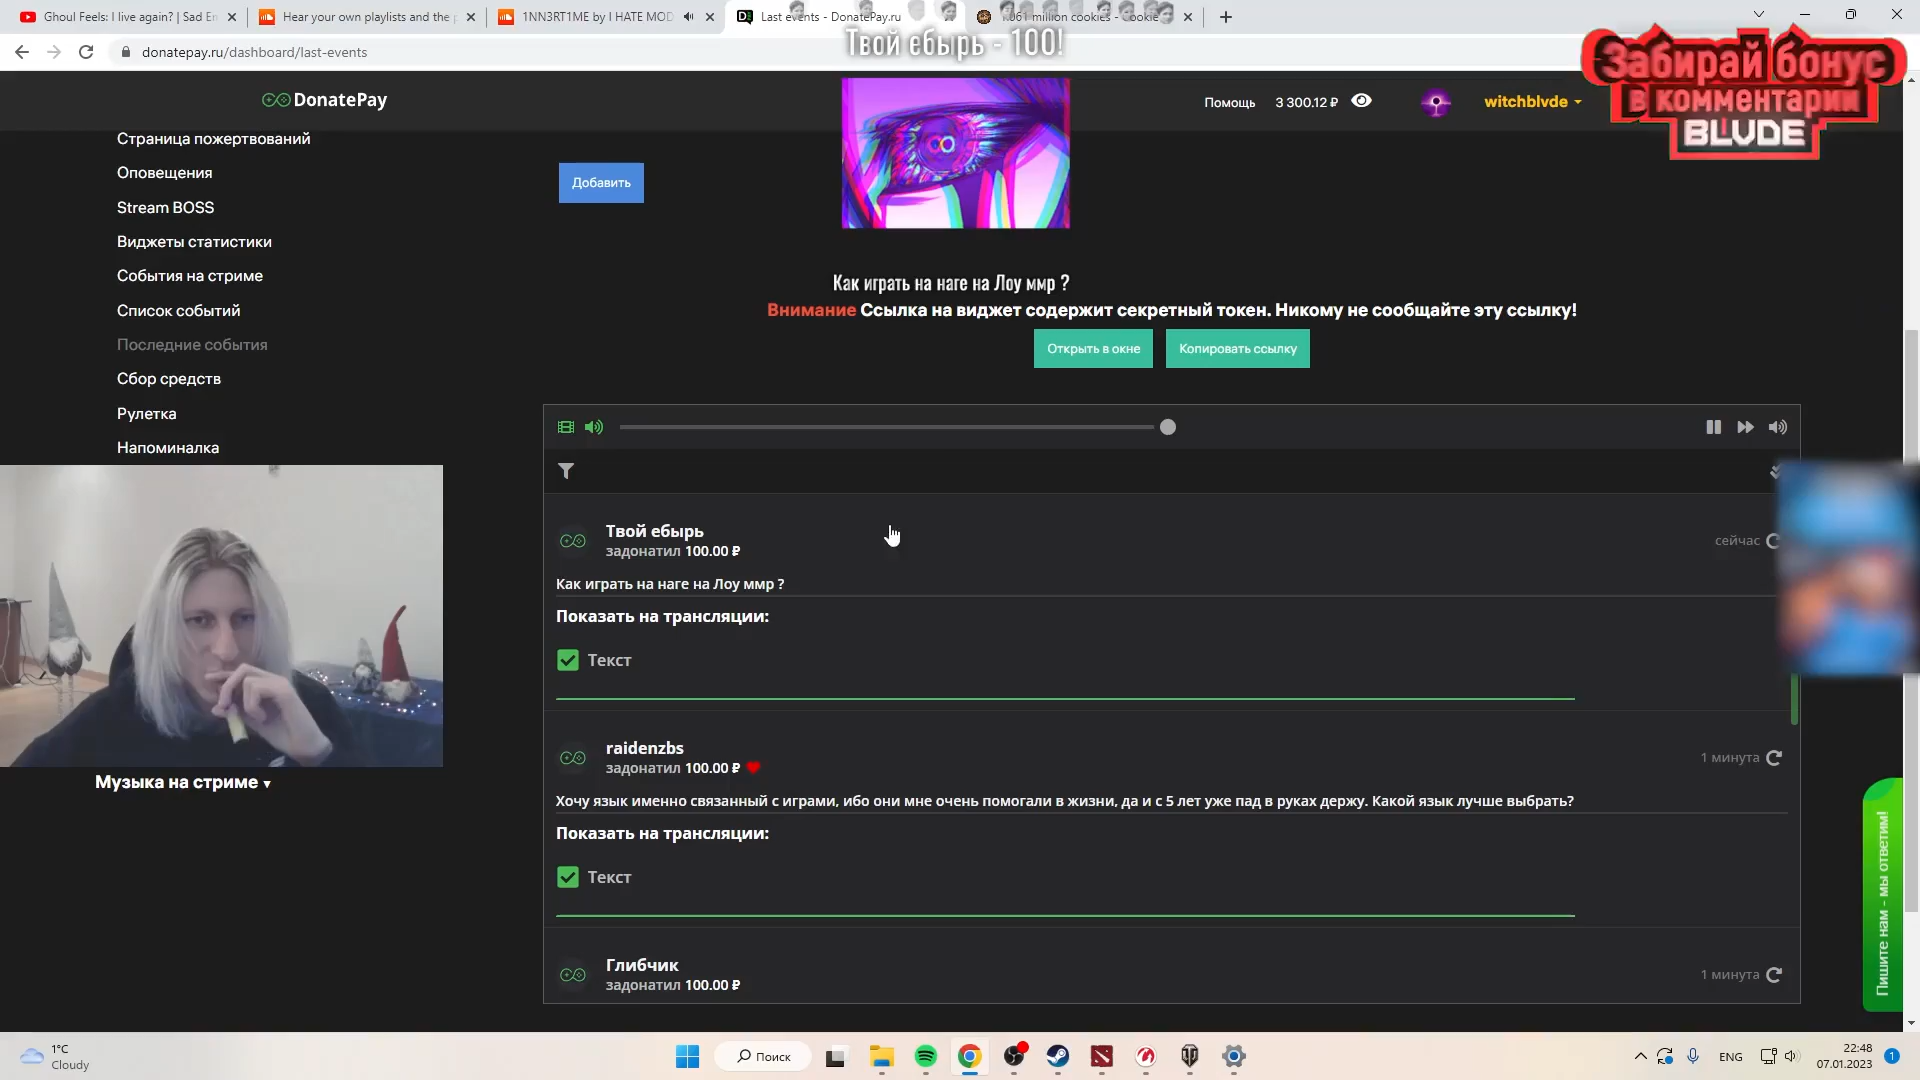 Ghoul Feels: I live again? | Sad Em
Hear your own playlists and the p
1NN3RT1ME by I HATE MOD
Last events - DonatePay.ru
million cookies - Cookie
donatepay.ru/dashboard/last-events
Твой ебырь - 100!
Забирай бонус
в комментарии
BLVDE
DonatePay
Помощь
3 300.12 ₽
witchblvde
Страница пожертвований
Оповещения
Stream BOSS
Виджеты статистики
События на стриме
Список событий
Последние события
Сбор средств
Рулетка
Напоминалка
Музыка на стриме
Добавить
Как играть на наге на Лоу ммр ?
Внимание Ссылка на виджет содержит секретный токен. Никому не сообщайте эту ссылку!
Открыть в окне
Копировать ссылку
Твой ебырь
задонатил 100.00 ₽
сейчас
Как играть на наге на Лоу ммр ?
Показать на трансляции:
Текст
raidenzbs
задонатил 100.00 ₽
1 минута
Хочу язык именно связанный с играми, ибо они мне очень помогали в жизни, да и с 5 лет уже пад в руках держу. Какой язык лучше выбрать?
Показать на трансляции:
Текст
Глибчик
задонатил 100.00 ₽
1 минута
Пишите нам - мы ответим!
1°C
Cloudy
Поиск
ENG
22:48
07.01.2023
1